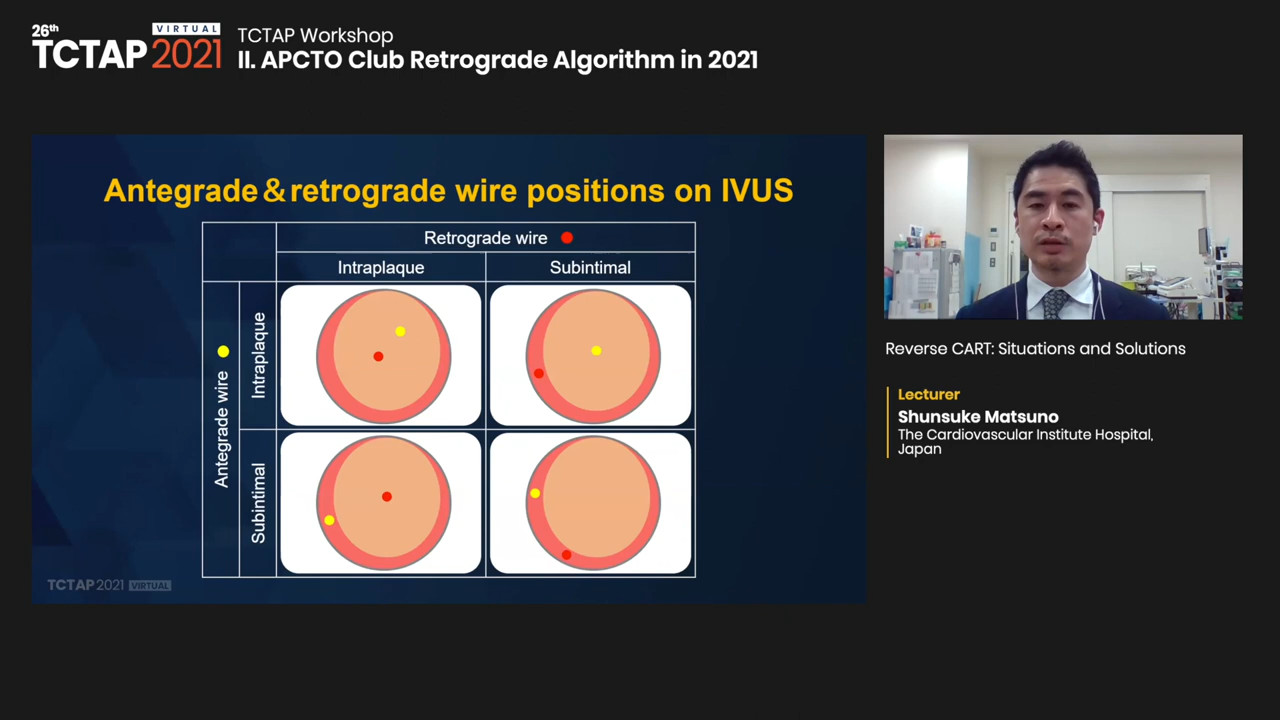 26th
TCTAP
VIRTUAL
2021
TCTAP Workshop
II. APCTO Club Retrograde Algorithm in 2021
Antegrade & retrograde wire positions on IVUS
Retrograde wire
Intraplaque
Subintimal
Antegrade wire
Intraplaque
Subintimal
TCTAP 2021 VIRTUAL
Reverse CART: Situations and Solutions
Lecturer
Shunsuke Matsuno
The Cardiovascular Institute Hospital,
Japan